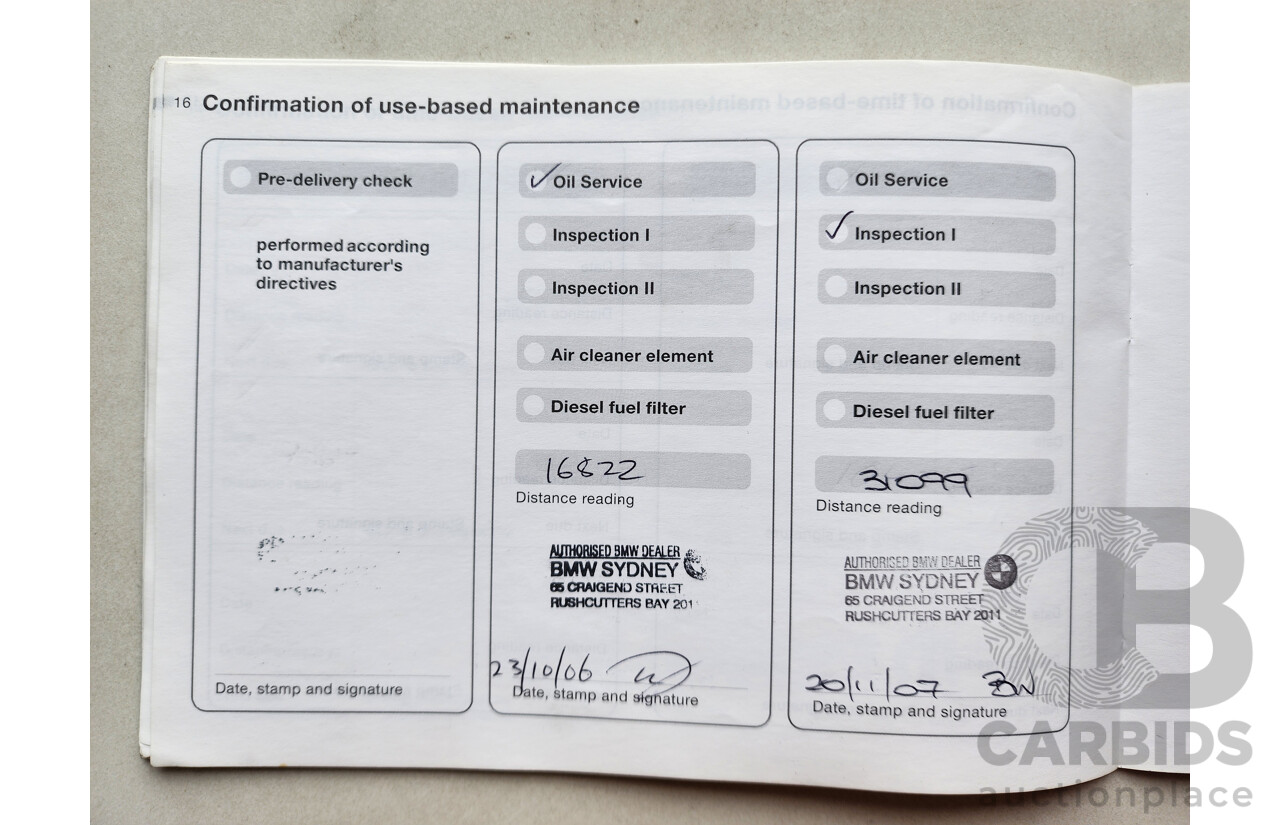 16 Confirmation of use-based maintenance
Pre-delivery check
performed according
to manufacturer's
directives
Date, stamp and signature
✓ Oil Service
Inspection I
Inspection II
Air cleaner element
Diesel fuel filter
16822
Distance reading
AUTHORISED BMW DEALER
BMW SYDNEY
65 CRAIGEND STREET
RUSHCUTTERS BAY 201
23/10/06
Date, stamp and signature
Oil Service
✓ Inspection I
Inspection II
Air cleaner element
Diesel fuel filter
31099
Distance reading
AUTHORISED BMW DEALER
BMW SYDNEY
65 CRAIGEND STREET
RUSHCUTTERS BAY 2011
20/11/07
Date, stamp and signature
CARBIDS
auctionplace